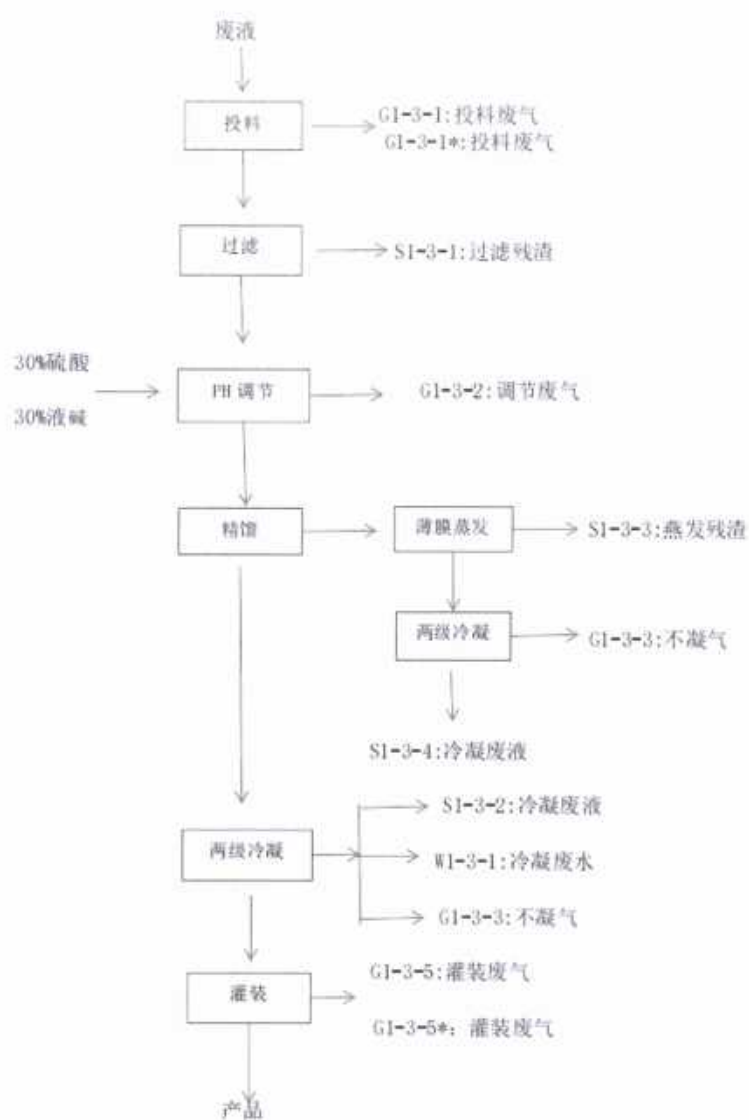 废液
投料
G1-3-1:投料废气
G1-3-1*:投料废气
过滤
S1-3-1:过滤残渣
30%硫酸
30%液碱
PH 调节
G1-3-2:调节废气
精馏
薄膜蒸发
S1-3-3:燕发残渣
两级冷凝
G1-3-3:不凝气
S1-3-4:冷凝废液
两级冷凝
S1-3-2:冷凝废液
W1-3-1:冷凝废水
G1-3-3:不凝气
灌装
G1-3-5:灌装废气
G1-3-5*: 灌装废气
产品